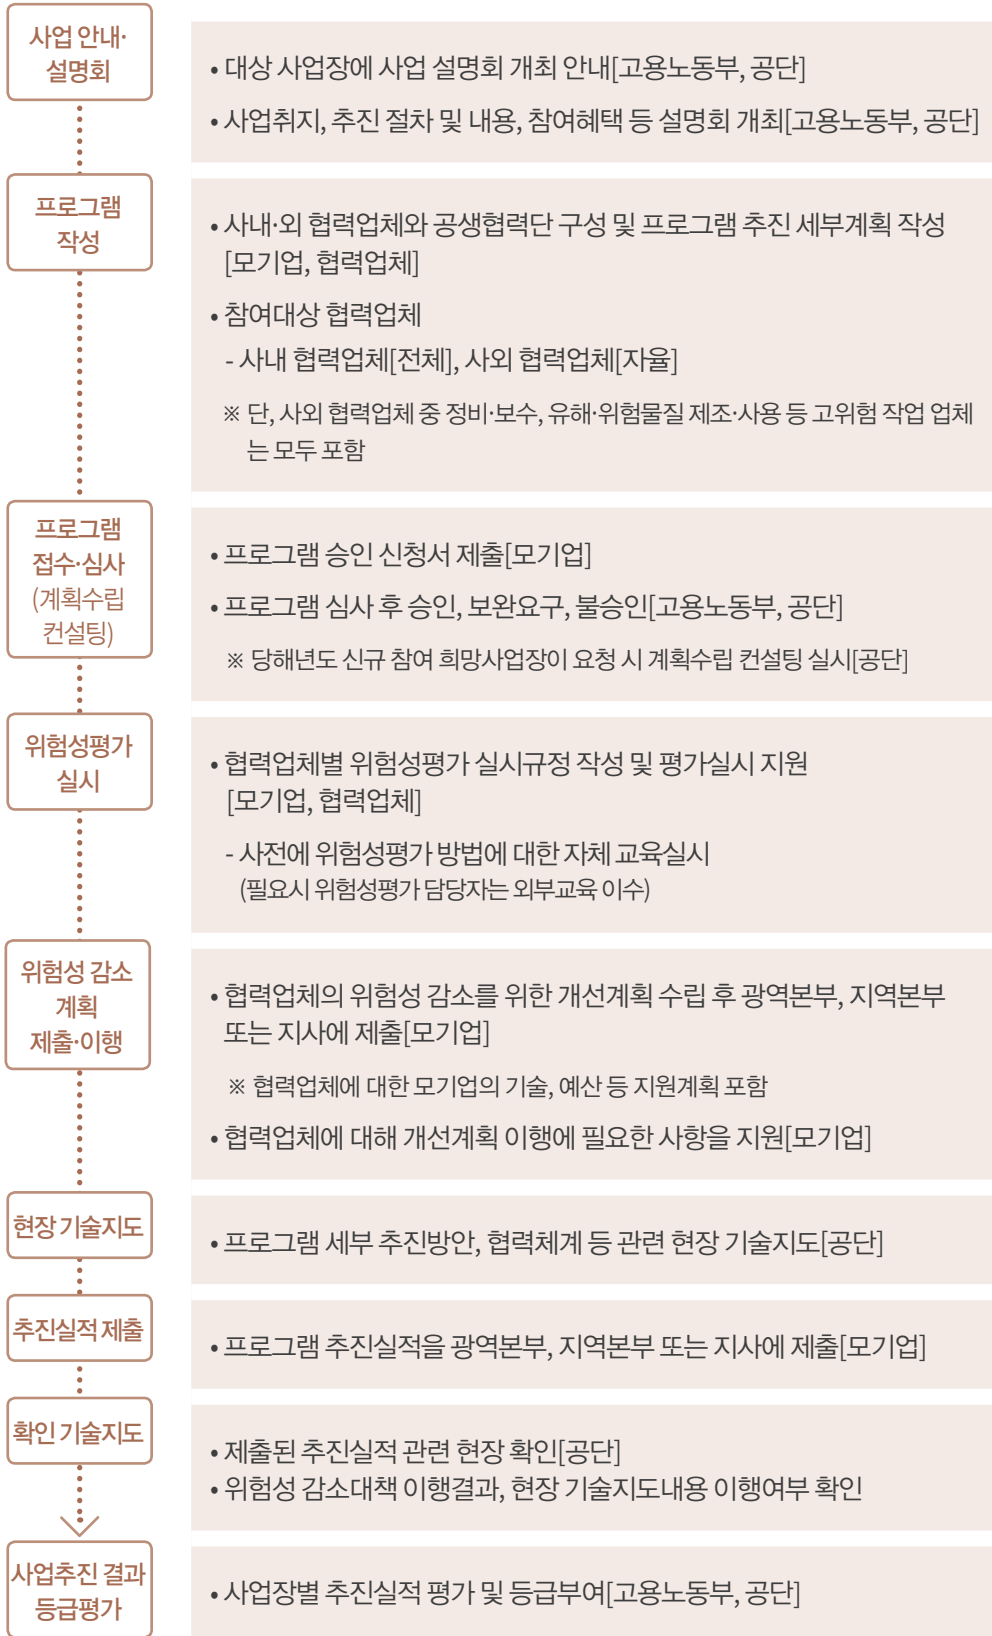 사업 안내·
설명회
• 대상 사업장에 사업 설명회 개최 안내[고용노동부, 공단]
• 사업취지, 추진 절차 및 내용, 참여혜택 등 설명회 개최[고용노동부, 공단]
프로그램
작성
• 사내·외 협력업체와 공생협력단 구성 및 프로그램 추진 세부계획 작성
[모기업, 협력업체]
• 참여대상 협력업체
- 사내 협력업체[전체], 사외 협력업체[자율]
※ 단, 사외 협력업체 중 정비·보수, 유해·위험물질 제조·사용 등 고위험 작업 업체
는 모두 포함
프로그램
접수·심사
(계획수립
컨설팅)
• 프로그램 승인 신청서 제출[모기업]
• 프로그램 심사 후 승인, 보완요구, 불승인[고용노동부, 공단]
※ 당해년도 신규 참여 희망사업장이 요청 시 계획수립 컨설팅 실시[공단]
위험성평가
실시
• 협력업체별 위험성평가 실시규정 작성 및 평가실시 지원
[모기업, 협력업체]
- 사전에 위험성평가 방법에 대한 자체 교육실시
(필요시 위험성평가 담당자는 외부교육 이수)
위험성 감소
계획
제출·이행
• 협력업체의 위험성 감소를 위한 개선계획 수립 후 광역본부, 지역본부
또는 지사에 제출[모기업]
※ 협력업체에 대한 모기업의 기술, 예산 등 지원계획 포함
• 협력업체에 대해 개선계획 이행에 필요한 사항을 지원[모기업]
현장 기술지도
• 프로그램 세부 추진방안, 협력체계 등 관련 현장 기술지도[공단]
추진실적 제출
• 프로그램 추진실적을 광역본부, 지역본부 또는 지사에 제출[모기업]
확인 기술지도
• 제출된 추진실적 관련 현장 확인[공단]
• 위험성 감소대책 이행결과, 현장 기술지도내용 이행여부 확인
사업추진 결과
등급평가
• 사업장별 추진실적 평가 및 등급부여[고용노동부, 공단]